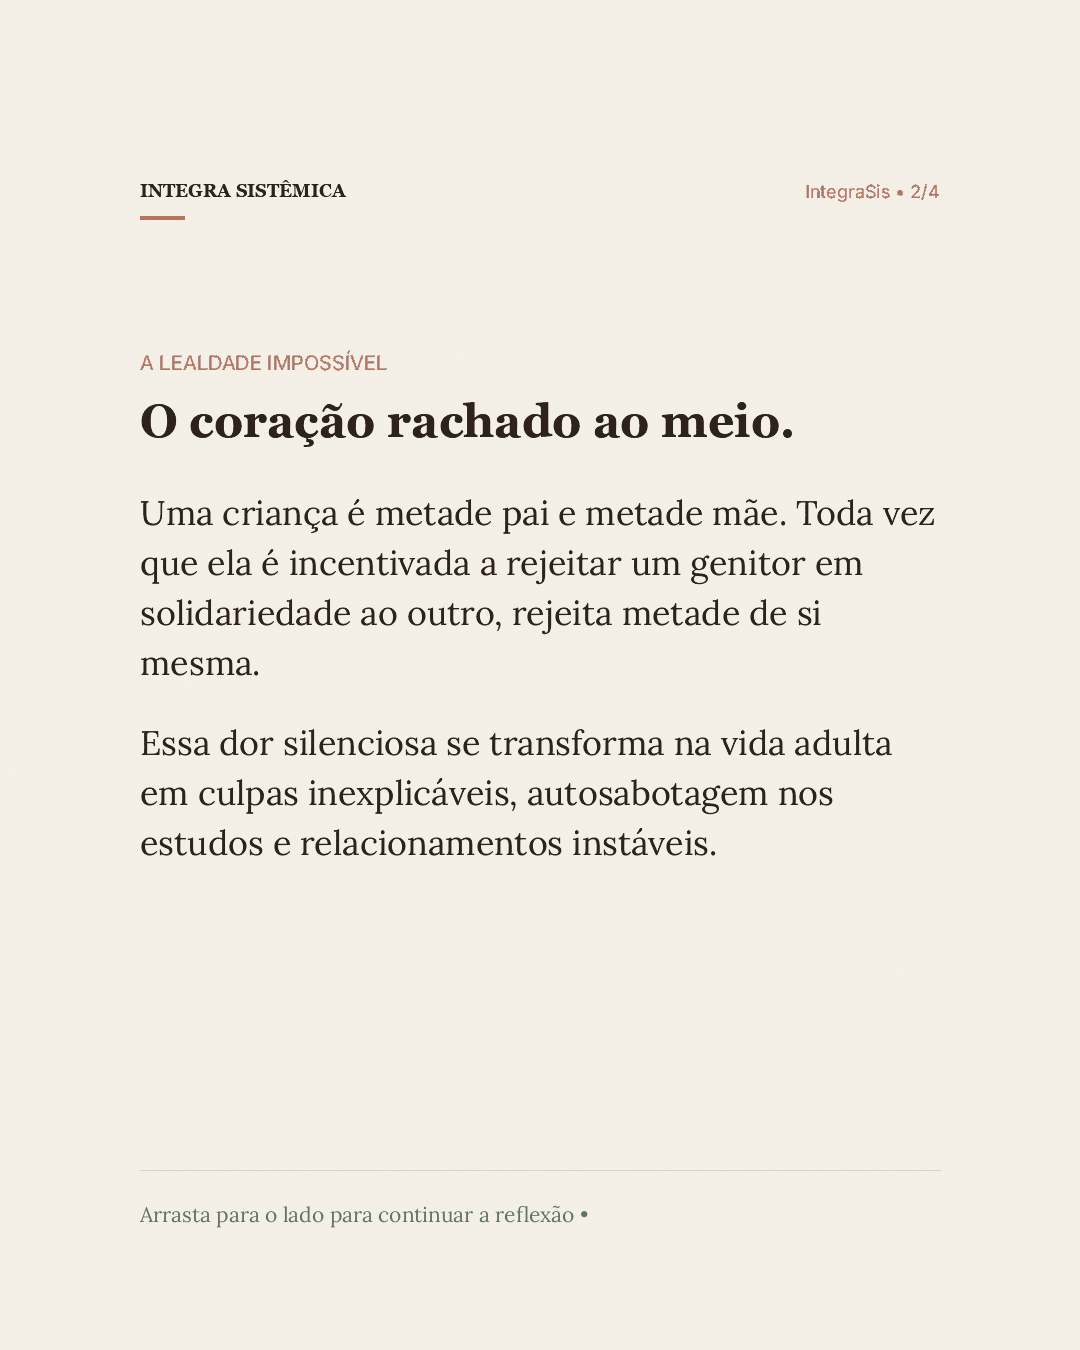 INTEGRA SISTÊMICA
IntegraSis • 2/4
A LEALDADE IMPOSSÍVEL
O coração rachado ao meio.
Uma criança é metade pai e metade mãe. Toda vez
que ela é incentivada a rejeitar um genitor em
solidariedade ao outro, rejeita metade de si
mesma.
Essa dor silenciosa se transforma na vida adulta
em culpas inexplicáveis, autosabotagem nos
estudos e relacionamentos instáveis.
Arrasta para o lado para continuar a reflexão •